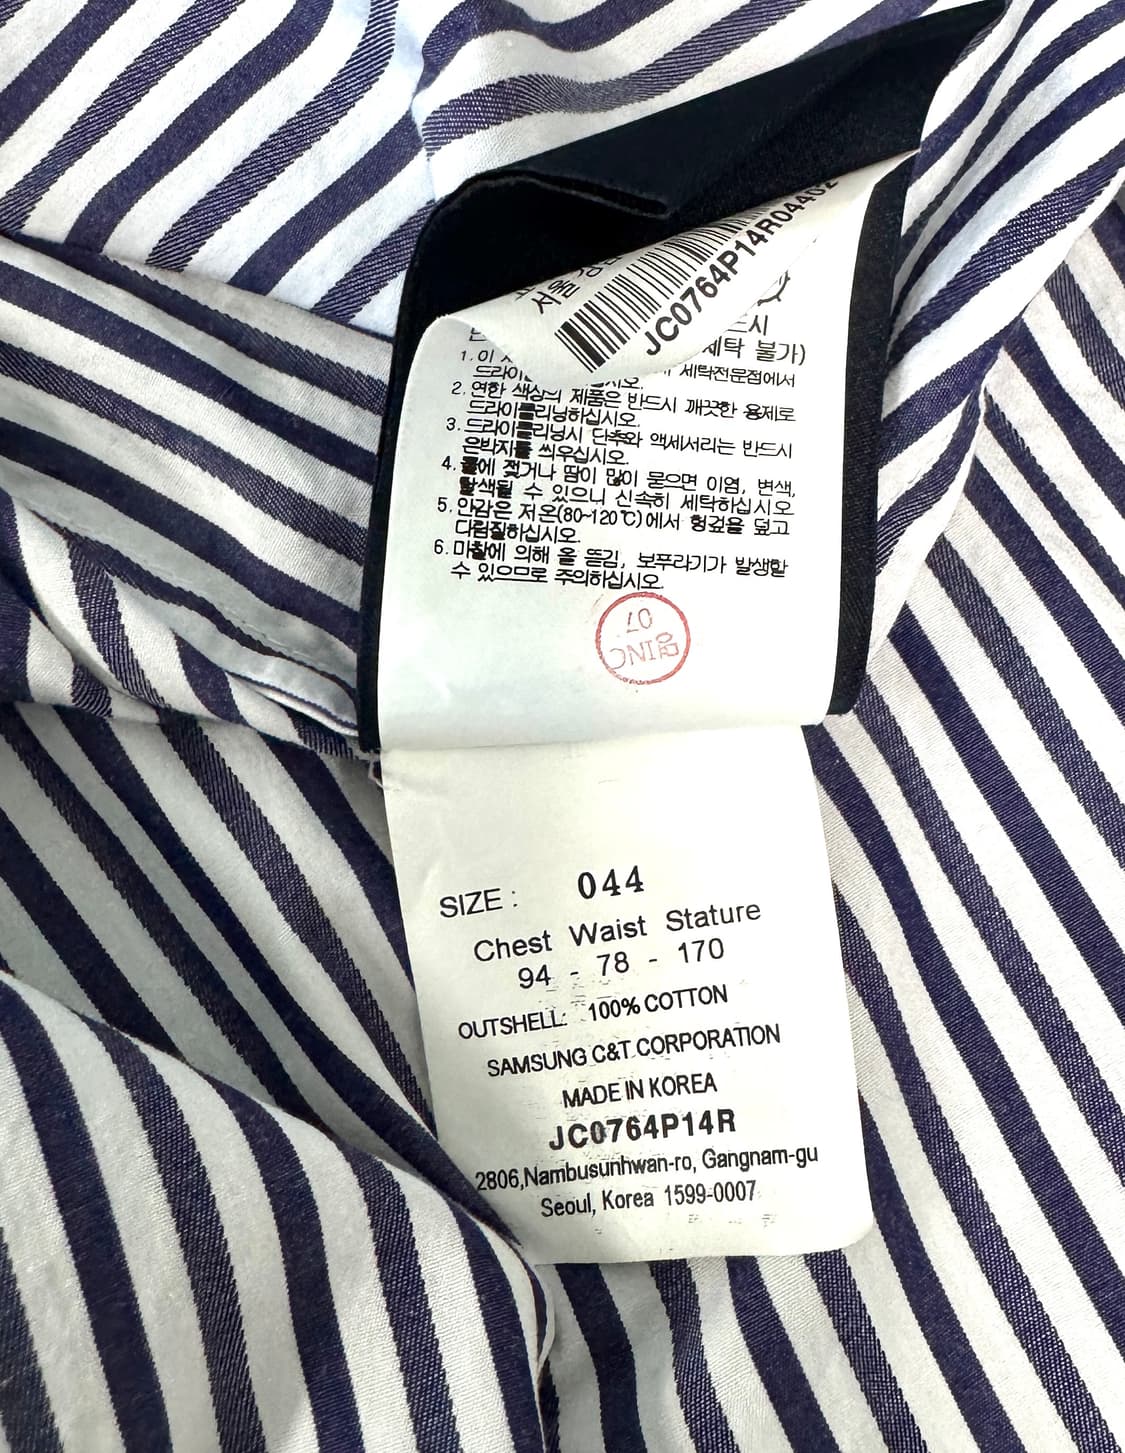 서울
JC0764P14R04402
세탁 불가)
1. 이
세탁전문점에서
2. 연한 색상의 제품은 반드시 깨끗한 용제로
드라이클리닝하십시오.
3. 드라이클리닝시 단추와 액세서리는 반드시
은박지를 씌우십시오.
4. 물에 젖거나 땀이 많이 묻으면 이염, 변색,
탈색될 수 있으니 신속히 세탁하십시오
5. 안감은 저온(80~120℃)에서 헝겊을 덮고
다림질하십시오.
6. 마찰에 의해 올 뜯김, 보푸라기가 발생할
수 있으므로 주의하십시오.
07
SIZE : 044
Chest Waist Stature
94 - 78 - 170
OUTSHELL: 100% COTTON
SAMSUNG C&T CORPORATION
MADE IN KOREA
JC0764P14R
2806,Nambusunhwan-ro, Gangnam-gu
Seoul, Korea 1599-0007